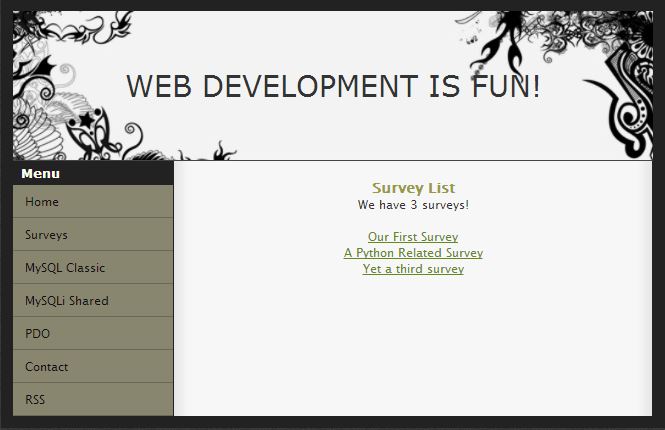 WEB DEVELOPMENT IS FUN!
Menu
Home
Surveys
MySQL Classic
MySQLi Shared
PDO
Contact
RSS
Survey List
We have 3 surveys!
Our First Survey
A Python Related Survey
Yet a third survey